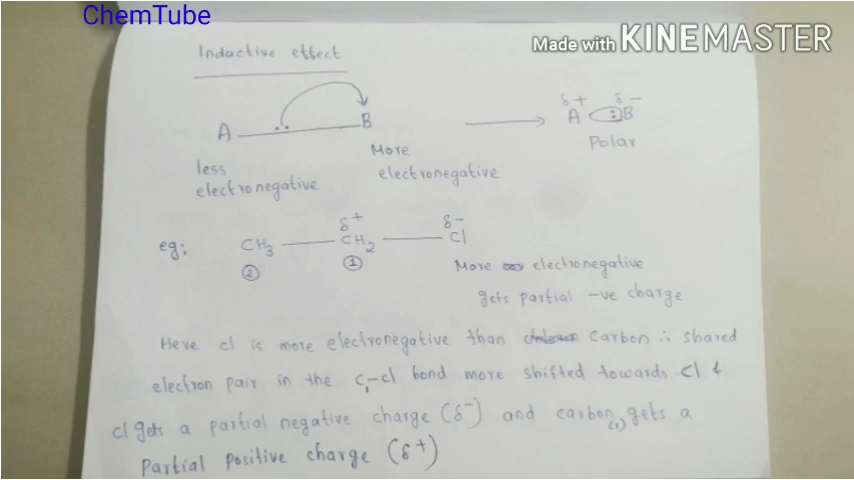 ChemTube
Made with KINEMASTER
Inductive effect
A B
less
electronegative
More
electronegative
δ+ δ-
A : B
Polar
δ+ δ-
eg: CH3 CH2 Cl
② ①
More electronegative
gets partial -ve charge
Here cl is more electronegative than Carbon ∴ shared
electron pair in the C1-cl bond more shifted towards cl &
cl gets a partial negative charge (δ-) and carbon(1) gets a
Partial Positive charge (δ+)